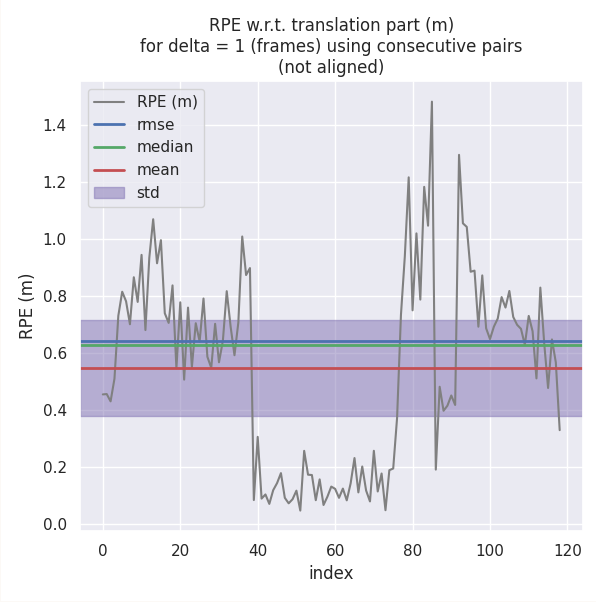 RPE w.r.t. translation part (m)
for delta = 1 (frames) using consecutive pairs
(not aligned)
RPE (m)
rmse
median
mean
std
RPE (m)
1.4
1.2
1.0
0.8
0.6
0.4
0.2
0.0
0
20
40
60
80
100
120
index